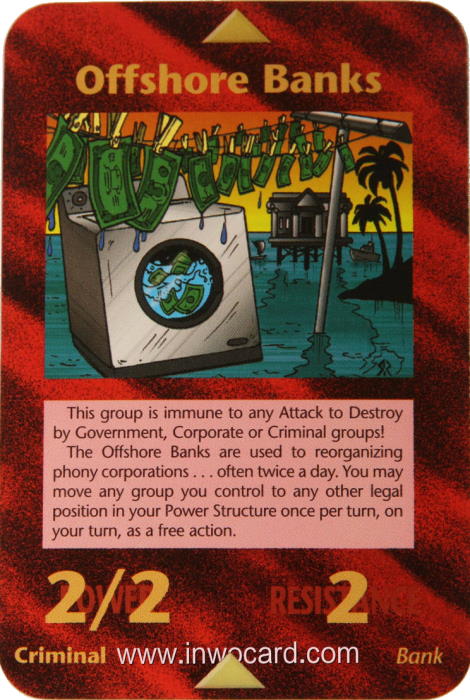 Offshore Banks
This group is immune to any Attack to Destroy
by Government, Corporate or Criminal groups!
The Offshore Banks are used to reorganizing
phony corporations . . . often twice a day. You may
move any group you control to any other legal
position in your Power Structure once per turn, on
your turn, as a free action.
POWER 2/2 RESISTANCE 2
Criminal www.inwocard.com Bank